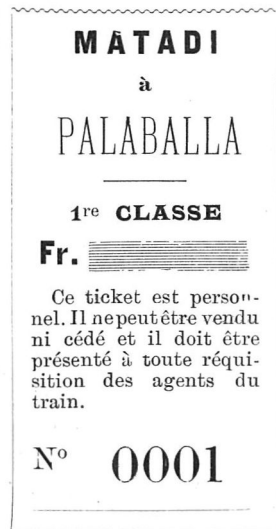 MATADI
à
PALABALLA
1re CLASSE
Fr.
Ce ticket est person-
nel. Il ne peut être vendu
ni cédé et il doit être
présenté à toute réqui-
sition des agents du
train.
No 0001